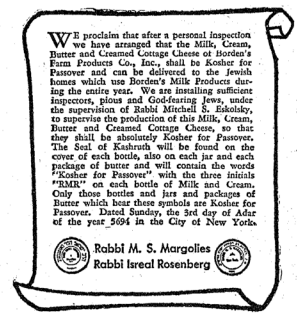 WE proclaim that after a personal inspection
we have arranged that the Milk, Cream,
Butter and Creamed Cottage Cheese of Borden's
Farm Products Co., Inc., shall be Kosher for
Passover and can be delivered to the Jewish
homes which use Borden's Milk Products dur-
ing the entire year. We are installing sufficient
inspectors, pious and God-fearing Jews, under
the supervision of Rabbi Mitchell S. Eskolsky,
to supervise the production of this Milk, Cream,
Butter and Creamed Cottage Cheese, so that
they shall be absolutely Kosher for Passover.
The Seal of Kashruth will be found on the
cover of each bottle, also on each jar and each
package of butter and will contain the words
"Kosher for Passover" with the three initials
"RMR" on each bottle of Milk and Cream.
Only those bottles and jars and packages of
Butter which bear these symbols are Kosher for
Passover. Dated Sunday, the 3rd day of Adar
of the year 5694 in the City of New York.
Rabbi M. S. Margolies
Rabbi Isreal Rosenberg